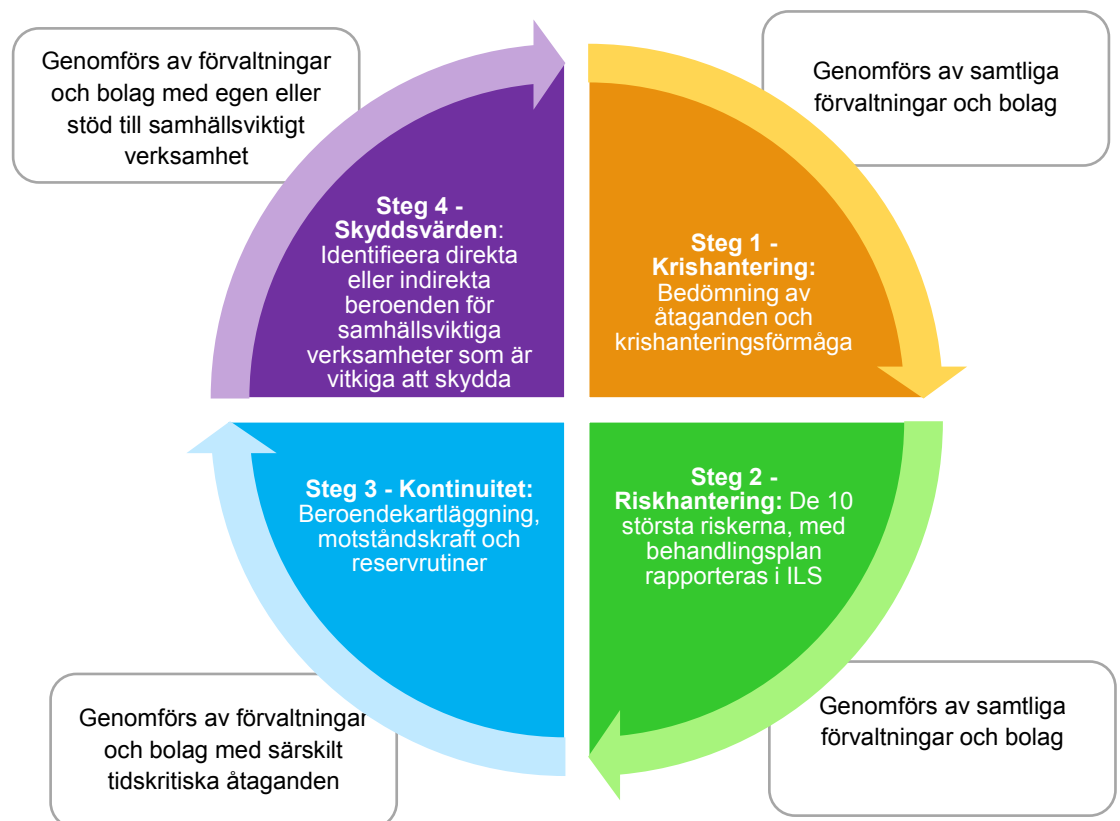 Genomförs av förvaltningar
och bolag med egen eller
stöd till samhällsviktigt
verksamhet
Genomförs av samtliga
förvaltningar och bolag
Steg 4 -
Skyddsvärden:
Identifieera direkta
eller indirekta
beroenden för
samhällsviktiga
verksamheter som är
vitkiga att skydda
Steg 1 -
Krishantering:
Bedömning av
åtaganden och
krishanteringsförmåga
Steg 3 - Kontinuitet:
Beroendekartläggning,
motståndskraft och
reservrutiner
Steg 2 -
Riskhantering: De 10
största riskerna, med
behandlingsplan
rapporteras i ILS
Genomförs av förvaltningar
och bolag med särskilt
tidskritiska åtaganden
Genomförs av samtliga
förvaltningar och bolag